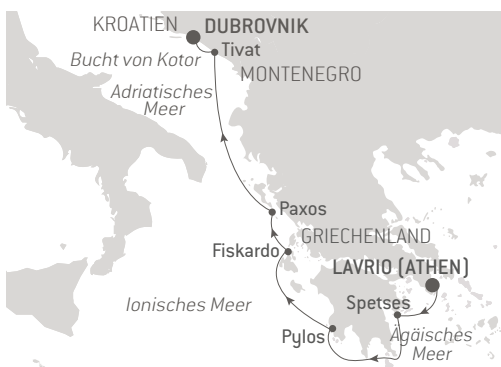 KROATIEN
DUBROVNIK
Tivat
Bucht von Kotor
MONTENEGRO
Adriatisches
Meer
Paxos
GRIECHENLAND
Fiskardo
LAVRIO (ATHEN)
Spetses
Ionisches Meer
Pylos
Ägäisches
Meer